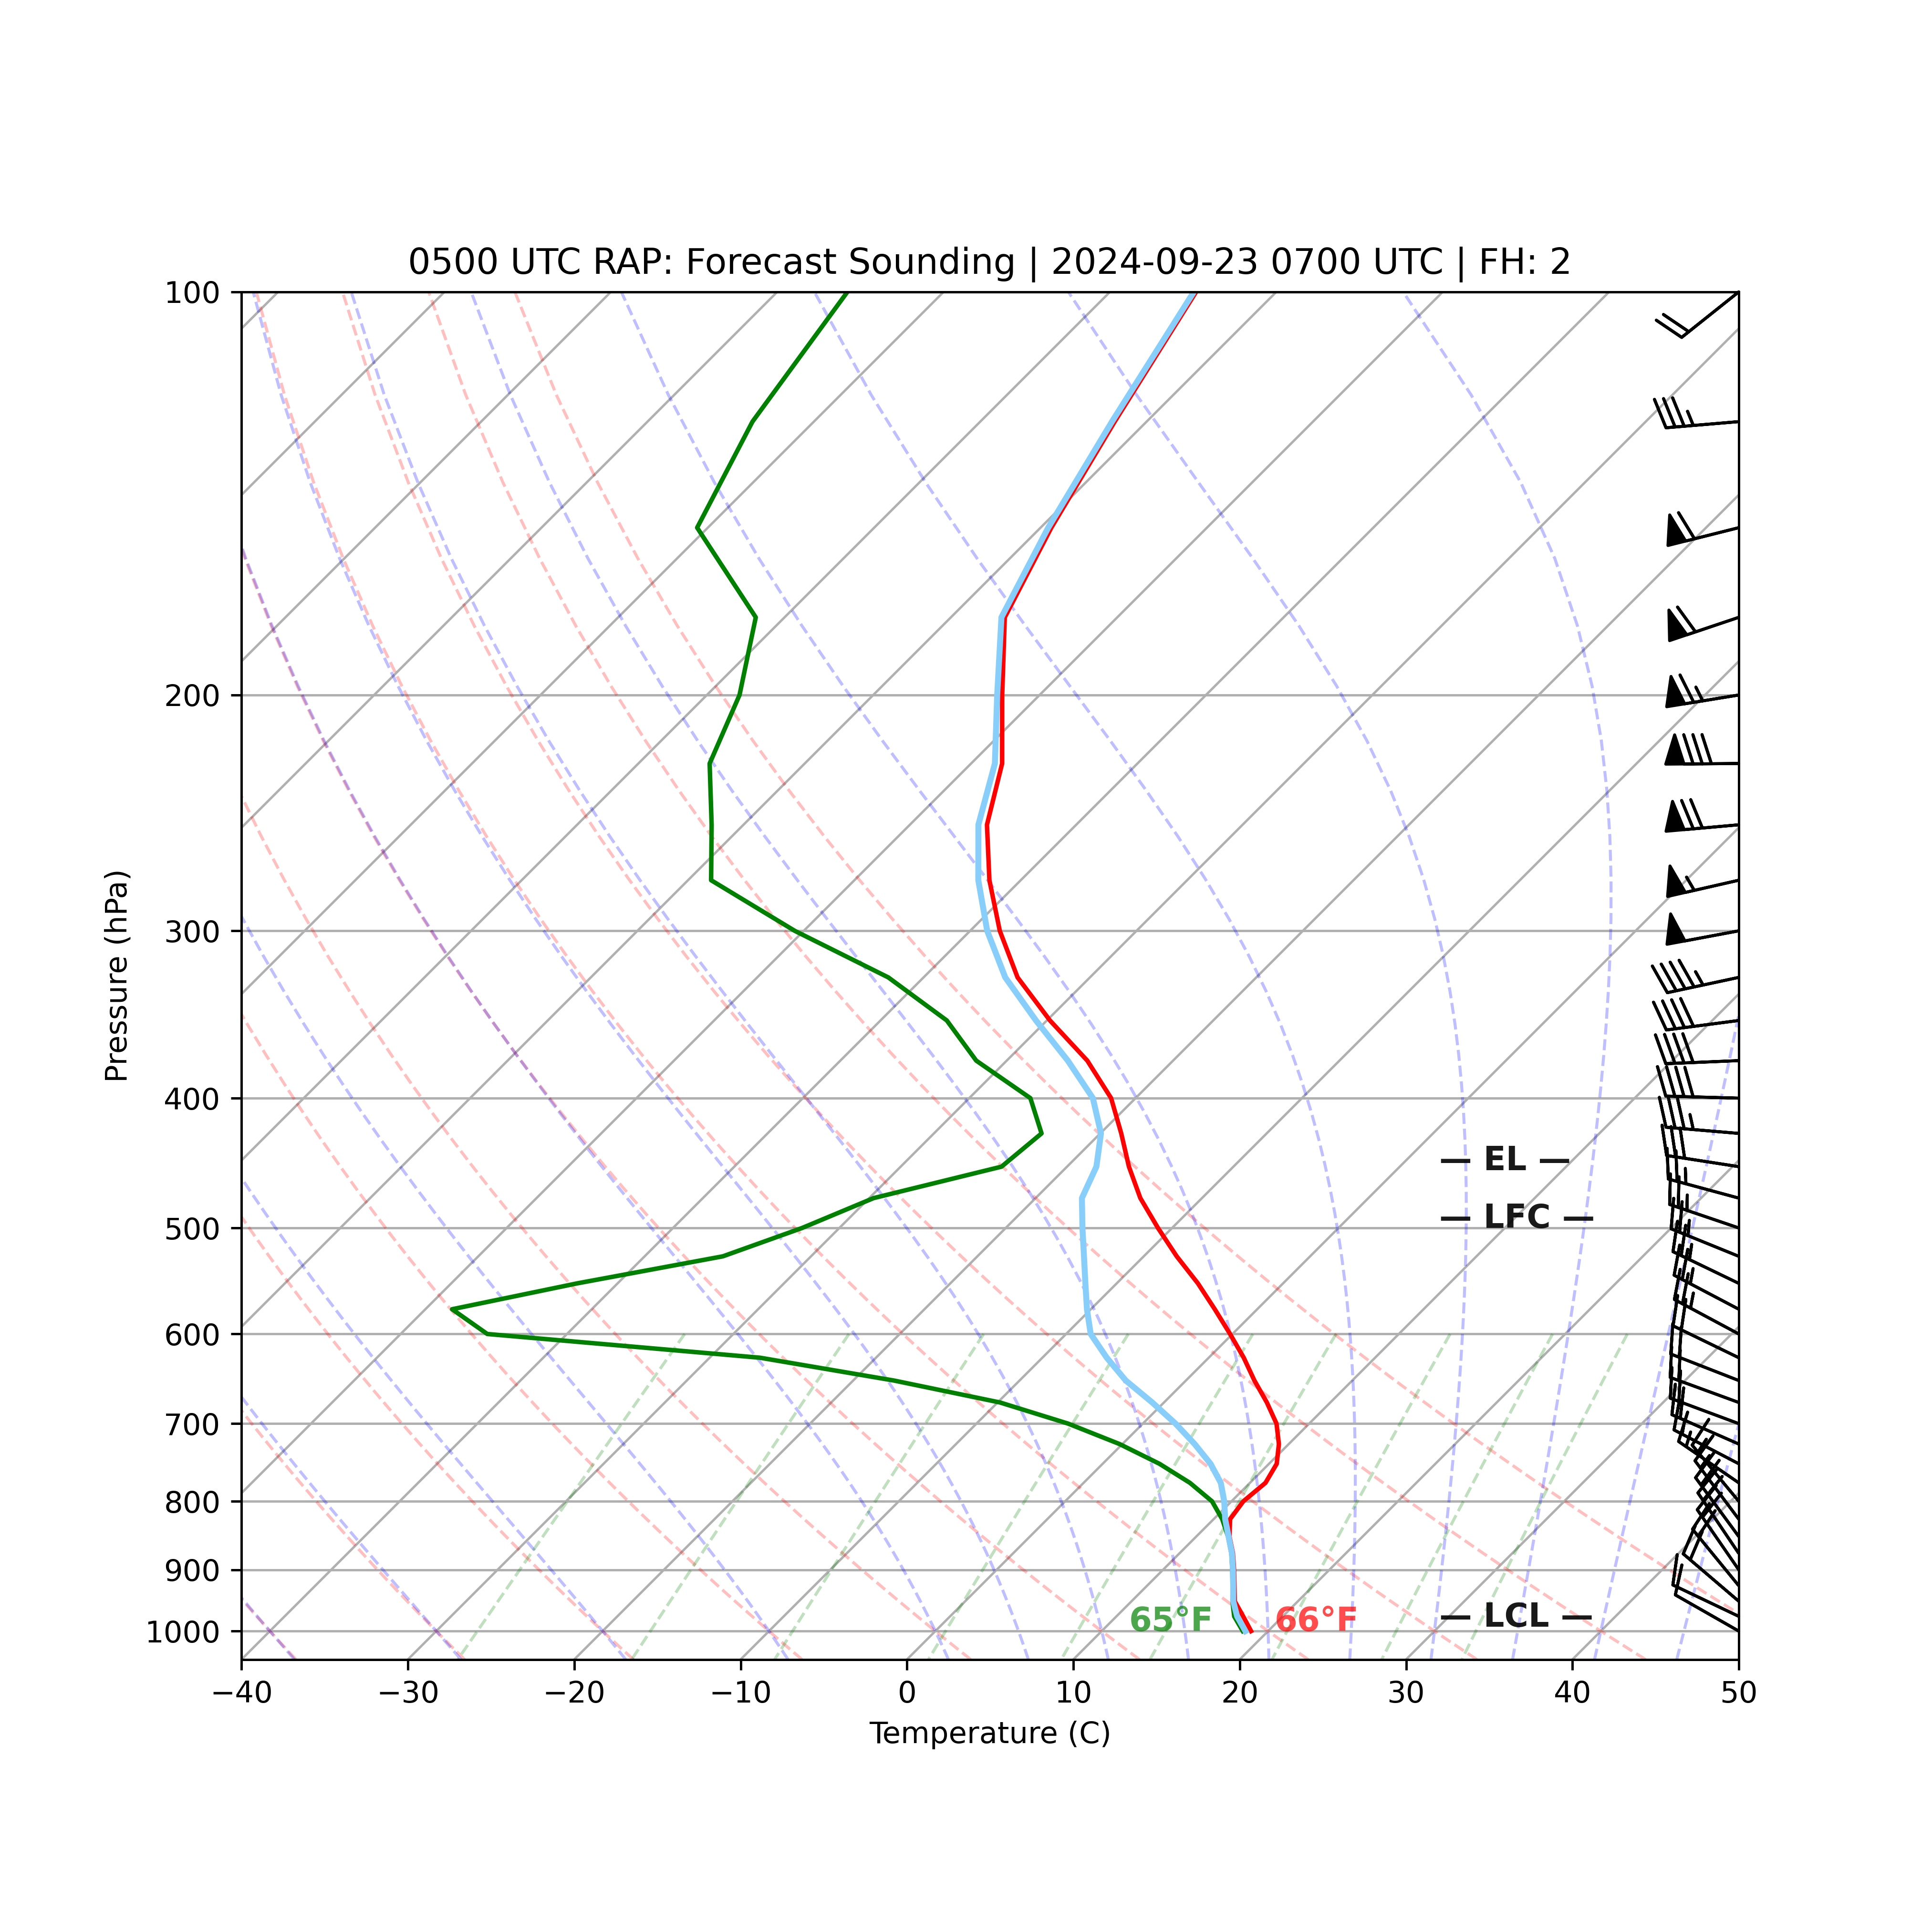 0500 UTC RAP: Forecast Sounding | 2024-09-23 0700 UTC | FH: 2
100
200
300
400
500
600
700
800
900
1000
Pressure (hPa)
— EL —
— LFC —
— LCL —
65°F 66°F
−40 −30 −20 −10 0 10 20 30 40 50
Temperature (C)